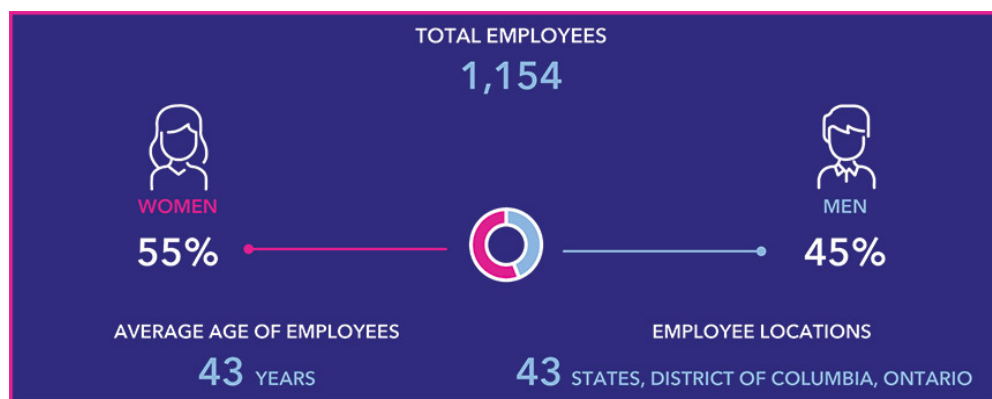 TOTAL EMPLOYEES
1,154
WOMEN
55%
MEN
45%
AVERAGE AGE OF EMPLOYEES
43 YEARS
EMPLOYEE LOCATIONS
43 STATES, DISTRICT OF COLUMBIA, ONTARIO